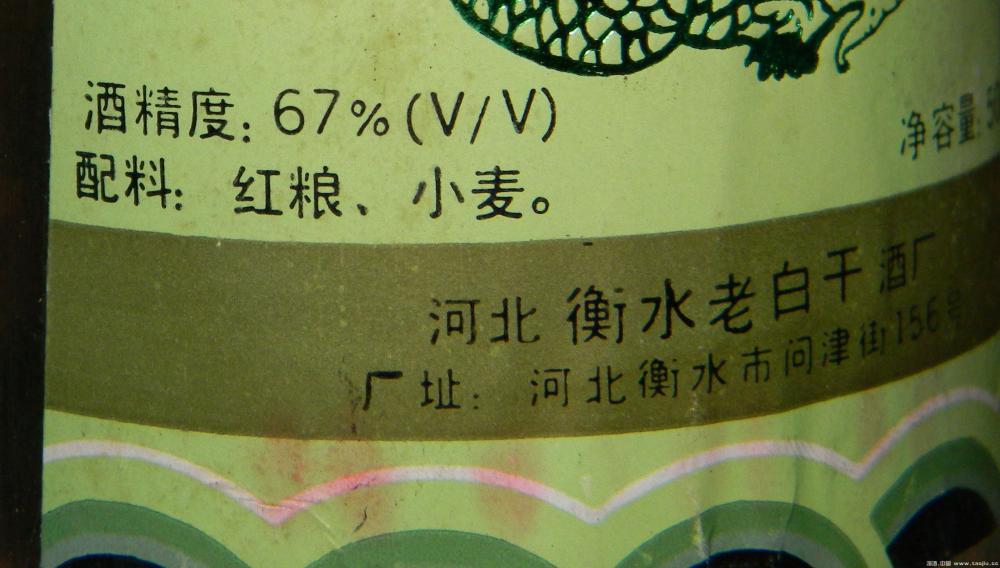 酒精度: 67%(V/V)
净容量:
配料: 红粮、小麦。
河北衡水老白干酒厂
厂址: 河北衡水市问津街156号